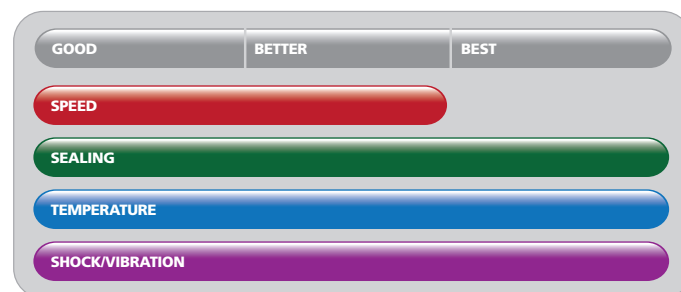 GOOD BETTER BEST
SPEED
SEALING
TEMPERATURE
SHOCK/VIBRATION